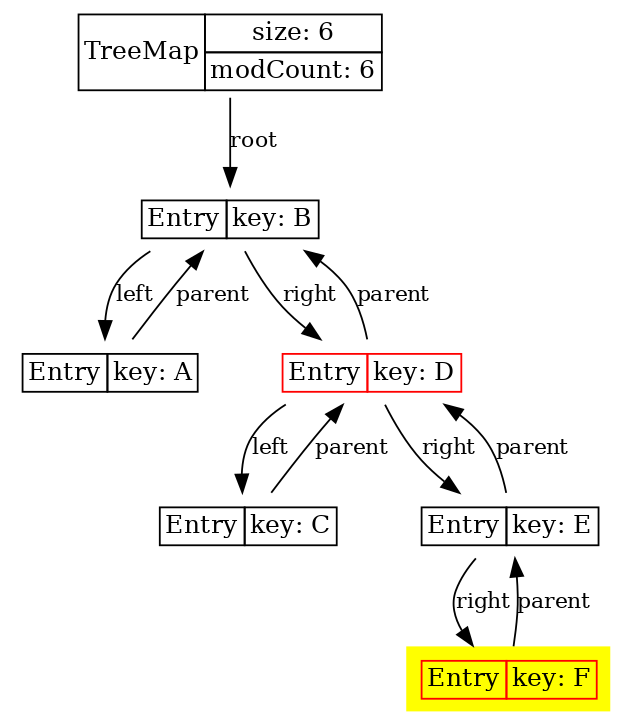 TreeMap
size: 6
modCount: 6
root
Entry
key: B
left
parent
right
parent
Entry
key: A
Entry
key: D
left
parent
right
parent
Entry
key: C
Entry
key: E
right
parent
Entry
key: F